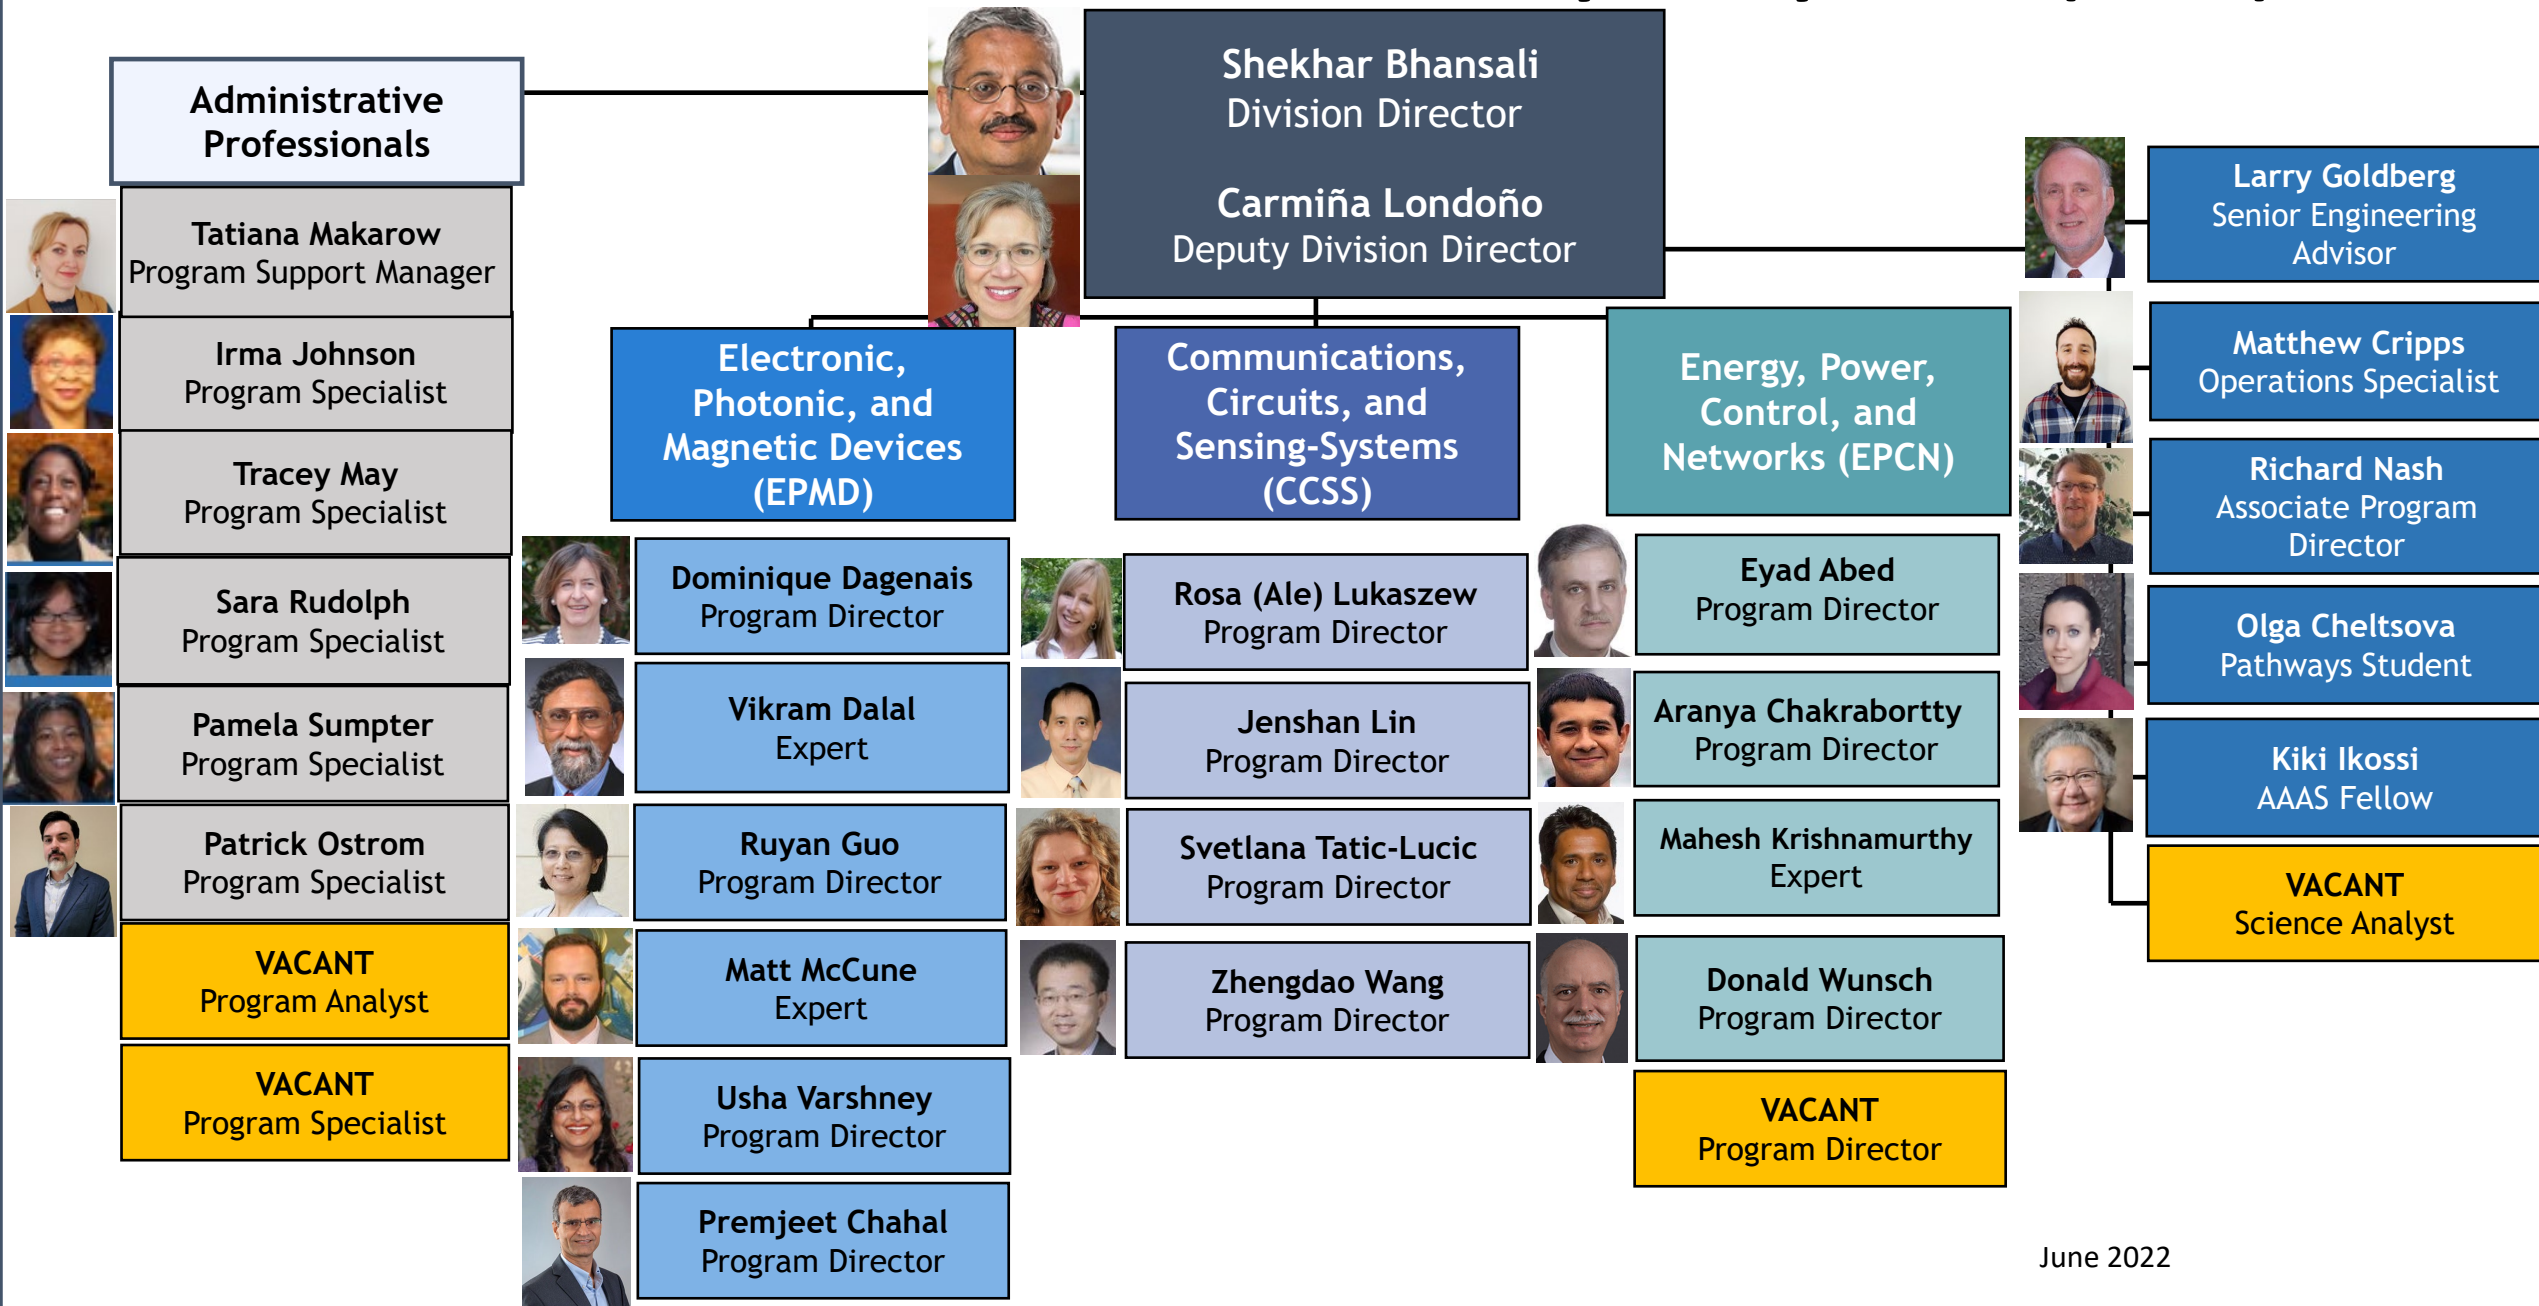 Shekhar Bhansali
Division Director
Carmiña Londoño
Deputy Division Director
Administrative
Professionals
Tatiana Makarow
Program Support Manager
Irma Johnson
Program Specialist
Tracey May
Program Specialist
Sara Rudolph
Program Specialist
Pamela Sumpter
Program Specialist
Patrick Ostrom
Program Specialist
VACANT
Program Analyst
VACANT
Program Specialist
Electronic,
Photonic, and
Magnetic Devices
(EPMD)
Dominique Dagenais
Program Director
Vikram Dalal
Expert
Ruyan Guo
Program Director
Matt McCune
Expert
Usha Varshney
Program Director
Premjeet Chahal
Program Director
Communications,
Circuits, and
Sensing-Systems
(CCSS)
Rosa (Ale) Lukaszew
Program Director
Jenshan Lin
Program Director
Svetlana Tatic-Lucic
Program Director
Zhengdao Wang
Program Director
Energy, Power,
Control, and
Networks (EPCN)
Eyad Abed
Program Director
Aranya Chakrabortty
Program Director
Mahesh Krishnamurthy
Expert
Donald Wunsch
Program Director
VACANT
Program Director
Larry Goldberg
Senior Engineering
Advisor
Matthew Cripps
Operations Specialist
Richard Nash
Associate Program
Director
Olga Cheltsova
Pathways Student
Kiki Ikossi
AAAS Fellow
VACANT
Science Analyst
June 2022